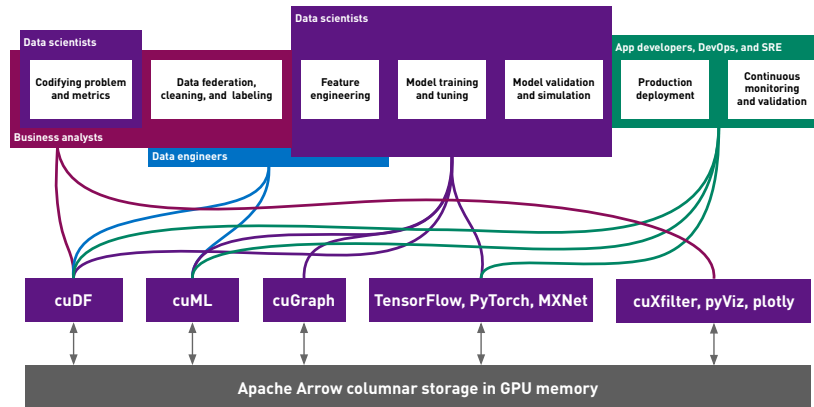 Data scientists
Data scientists
App developers, DevOps, and SRE
Codifying problem
and metrics
Data federation,
cleaning, and labeling
Feature
engineering
Model training
and tuning
Model validation
and simulation
Production
deployment
Continuous
monitoring
and validation
Business analysts
Data engineers
cuDF
cuML
cuGraph
TensorFlow, PyTorch, MXNet
cuXfilter, pyViz, plotly
Apache Arrow columnar storage in GPU memory